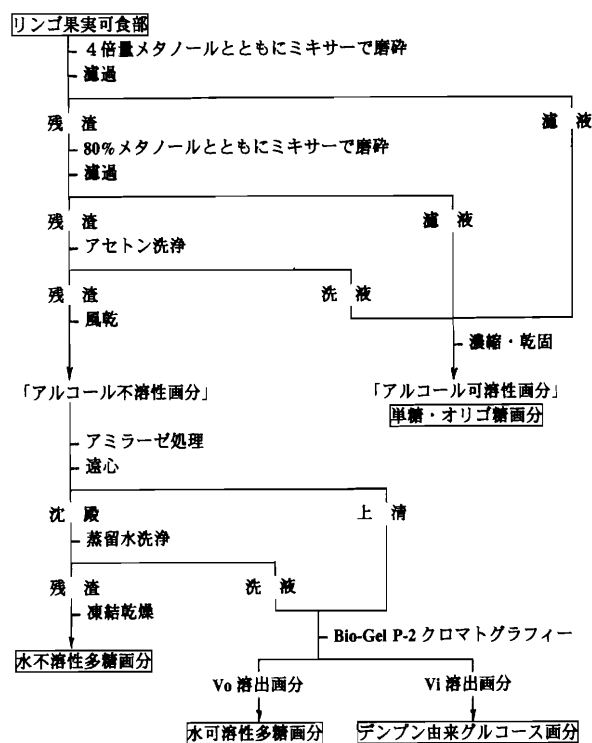 リンゴ果実可食部
4倍量メタノールとともにミキサーで磨砕
濾過
残渣
濾液
80%メタノールとともにミキサーで磨砕
濾過
残渣
濾液
アセトン洗浄
残渣
洗液
風乾
濃縮・乾固
「アルコール不溶性画分」
「アルコール可溶性画分」
単糖・オリゴ糖画分
アミラーゼ処理
遠心
沈殿
上清
蒸留水洗浄
残渣
洗液
凍結乾燥
Bio-Gel P-2 クロマトグラフィー
水不溶性多糖画分
Vo 溶出画分
Vi 溶出画分
水可溶性多糖画分
デンプン由来グルコース画分